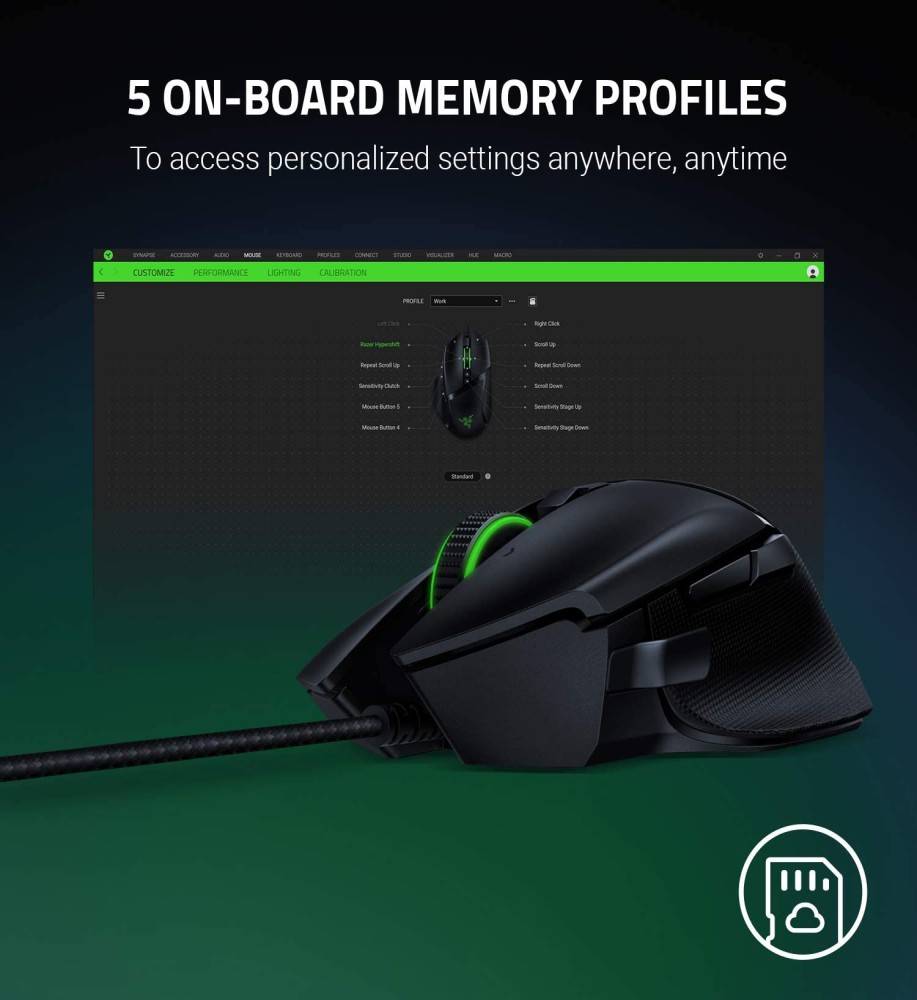 5 ON-BOARD MEMORY PROFILES
To access personalized settings anywhere, anytime
SYNAPSE ACCESSORY AUDIO MOUSE KEYBOARD PROFILES CONNECT STUDIO VISUALIZER HUE MACRO
CUSTOMIZE PERFORMANCE LIGHTING CALIBRATION
PROFILE Work
Left Click Right Click
Razer Hypershift Scroll Up
Repeat Scroll Up Repeat Scroll Down
Sensitivity Clutch Scroll Down
Mouse Button 5 Sensitivity Stage Up
Mouse Button 4 Sensitivity Stage Down
Standard ?